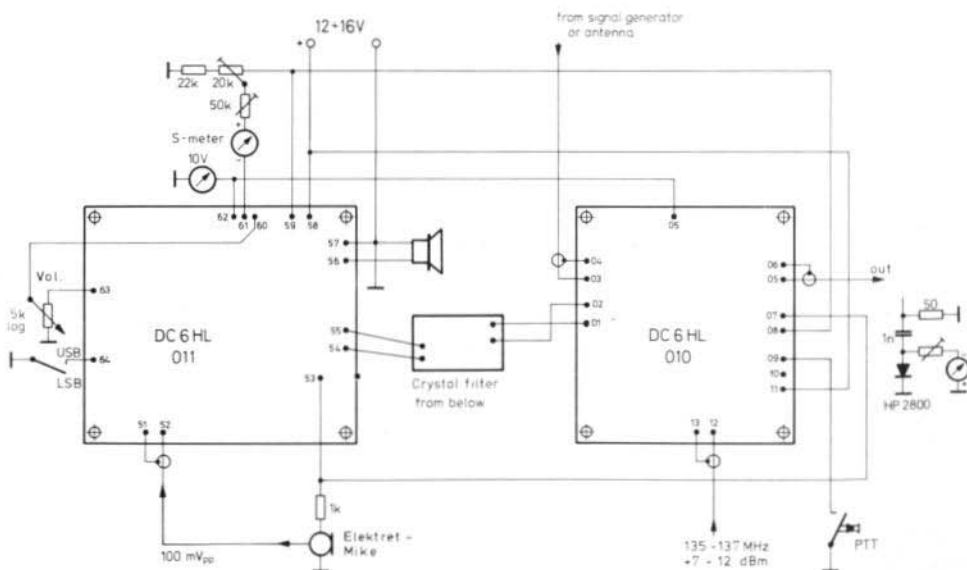 12÷16V
from signal generator
or antenna
+
22k
20k
50k
+
S-meter
-
10V
62
61
60
59
58
57
56
63
Vol.
5k
log
USB
64
LSB
DC 6 HL
011
55
54
53
51
52
Crystal filter
from below
05
04
03
02
01
06
05
out
07
08
09
10
11
DC 6 HL
010
13
12
50
1n
-
+
HP 2800
1k
Elektret -
Mike
100 mVpp.
135 -137 MHz
+7 - 12 dBm
PTT